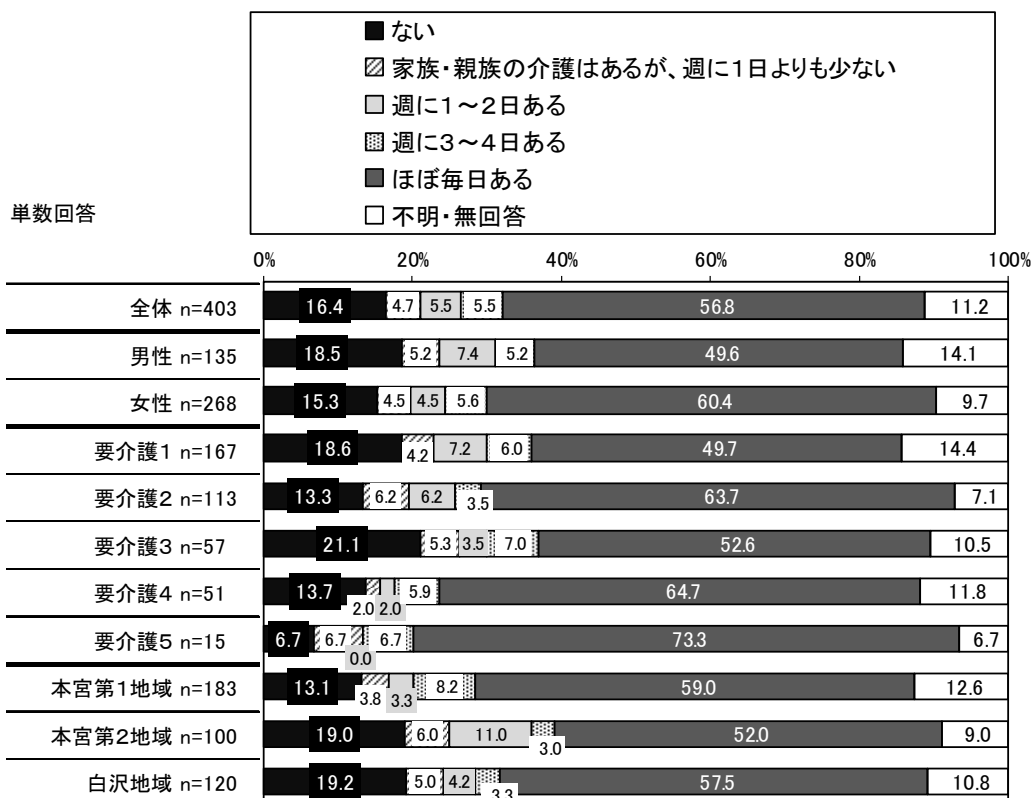 ない
家族・親族の介護はあるが、週に1日よりも少ない
週に1～2日ある
週に3～4日ある
ほぼ毎日ある
不明・無回答
単数回答
0% 20% 40% 60% 80% 100%
全体 n=403 16.4 4.7 5.5 5.5 56.8 11.2
男性 n=135 18.5 5.2 7.4 5.2 49.6 14.1
女性 n=268 15.3 4.5 4.5 5.6 60.4 9.7
要介護1 n=167 18.6 4.2 7.2 6.0 49.7 14.4
要介護2 n=113 13.3 6.2 6.2 3.5 63.7 7.1
要介護3 n=57 21.1 5.3 3.5 7.0 52.6 10.5
要介護4 n=51 13.7 2.0 2.0 5.9 64.7 11.8
要介護5 n=15 6.7 6.7 0.0 6.7 73.3 6.7
本宮第1地域 n=183 13.1 3.8 3.3 8.2 59.0 12.6
本宮第2地域 n=100 19.0 6.0 11.0 3.0 52.0 9.0
白沢地域 n=120 19.2 5.0 4.2 3.3 57.5 10.8